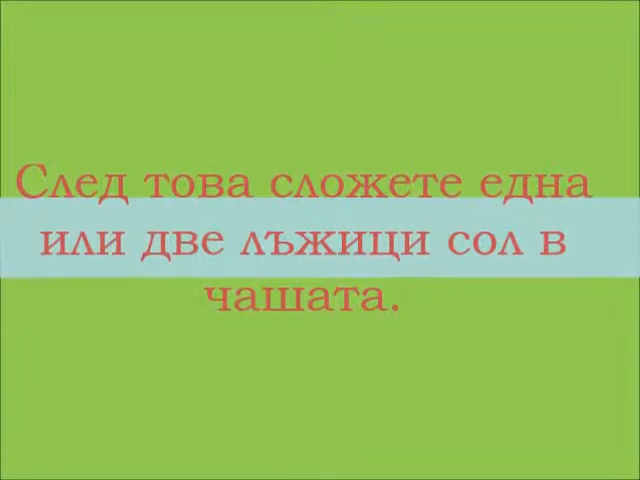 След това сложете една
или две лъжици сол в
чашата.